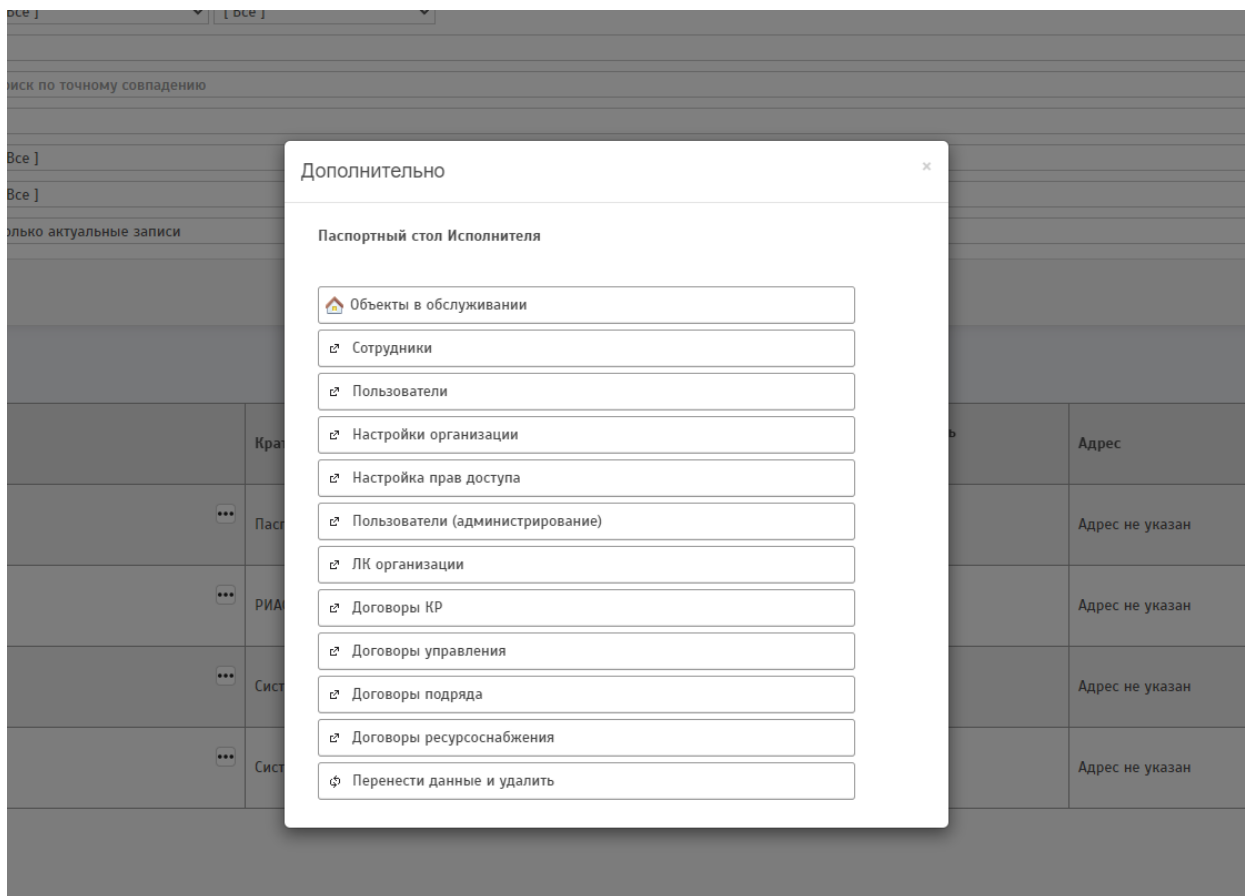 [ Все ]
Дополнительно
Паспортный стол Исполнителя
Объекты в обслуживании
Сотрудники
Пользователи
Настройки организации
Настройка прав доступа
Пользователи (администрирование)
ЛК организации
Договоры КР
Договоры управления
Договоры подряда
Договоры ресурсоснабжения
Перенести данные и удалить
по точному совпадению
Все ]
Все ]
актуальные записи
Адрес
Адрес не указан
Адрес не указан
Адрес не указан
Адрес не указан